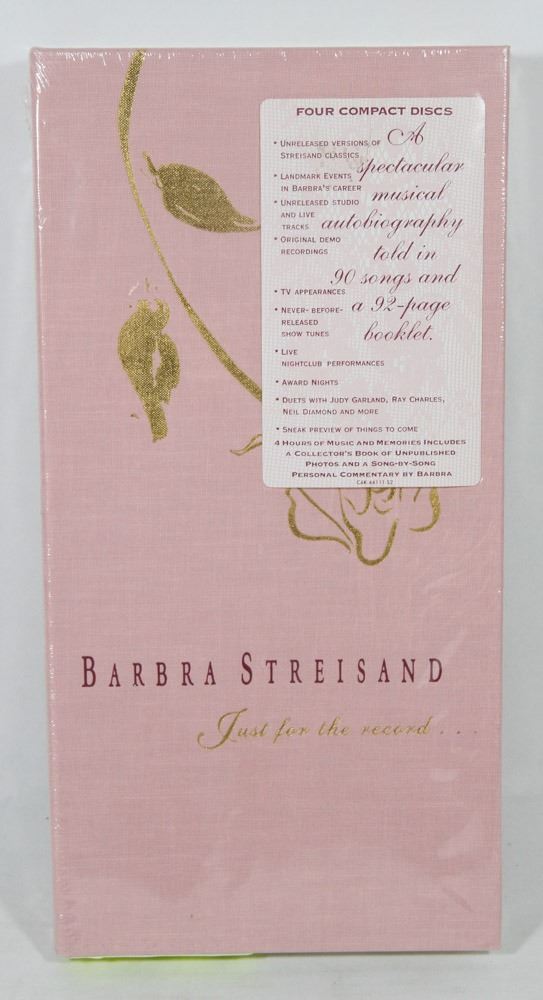 FOUR COMPACT DISCS
• UNRELEASED VERSIONS OF
STREISAND CLASSICS
• LANDMARK EVENTS
IN BARBRA'S CAREER
• UNRELEASED STUDIO
AND LIVE
TRACKS
• ORIGINAL DEMO
RECORDINGS
• TV APPEARANCES
• NEVER- BEFORE-
RELEASED
SHOW TUNES
• LIVE
NIGHTCLUB PERFORMANCES
• AWARD NIGHTS
• DUETS WITH JUDY GARLAND, RAY CHARLES,
NEIL DIAMOND AND MORE
• SNEAK PREVIEW OF THINGS TO COME
A
spectacular
musical
autobiography
told in
90 songs and
a 92-page
booklet.
4 HOURS OF MUSIC AND MEMORIES INCLUDES
A COLLECTOR'S BOOK OF UNPUBLISHED
PHOTOS AND A SONG-BY-SONG
PERSONAL COMMENTARY BY BARBRA
C4K 44111 S2
BARBRA STREISAND
Just for the record . . .